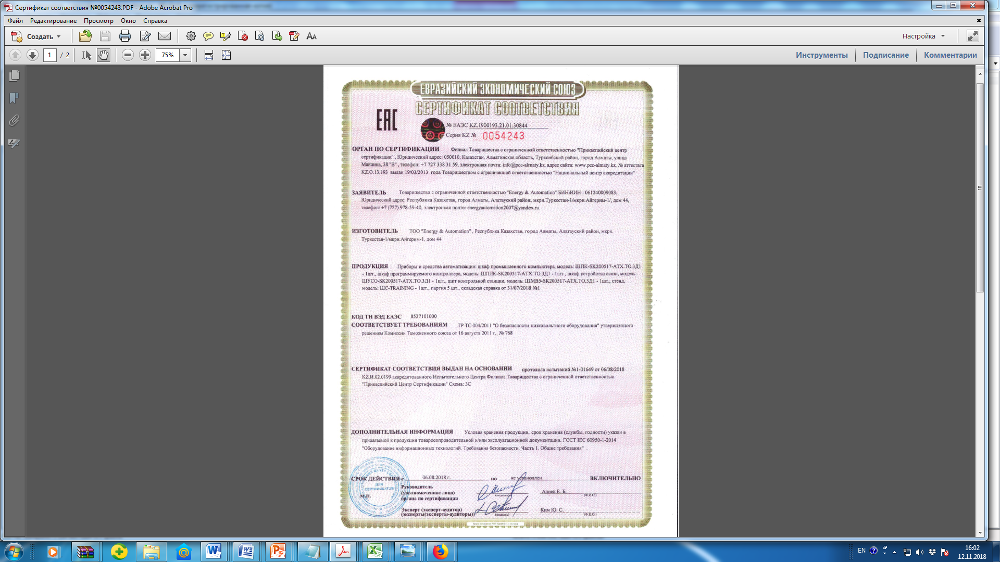 Сертификат соответствия №0054243.PDF - Adobe Acrobat Pro
Файл Редактирование Просмотр Окно Справка
Создать
Настройка
1 / 2 75%
Инструменты Подписание Комментарии
ЕВРАЗИЙСКИЙ ЭКОНОМИЧЕСКИЙ СОЮЗ
СЕРТИФИКАТ СООТВЕТСТВИЯ
ЕАС
№ ЕАЭС KZ.1900193.21.01.30844
Серия KZ № 0054243
ОРГАН ПО СЕРТИФИКАЦИИ Филиал Товарищества с ограниченной ответственностью "Прикаспийский центр
сертификации" , Юридический адрес: 050010, Казахстан, Алматинская область, Турксибский район, город Алматы, улица
Майлина, 38 "В" , телефон: +7 727 338 31 59, электронная почта: info@pcc-almaty.kz, адрес сайта: www.pcc-almaty.kz, № аттестата
KZ.O.13.193 выдан 19/03/2013 года Товариществом с ограниченной ответственностью "Национальный центр аккредитации"
ЗАЯВИТЕЛЬ Товарищество с ограниченной ответственностью "Energy & Automation" БИН\ИИН : 061240009083.
Юридический адрес: Республика Казахстан, город Алматы, Алатауский район, мкрн.Туркестан-1/мкрн.Айгерим-1/, дом 44,
телефон: +7 (727) 978-59-40, электронная почта: energyautomation2007@yandex.ru
ИЗГОТОВИТЕЛЬ ТОО "Energy & Automation" , Республика Казахстан, город Алматы, Алатауский район, мкрн.
Туркестан-1/мкрн.Айгерим-1, дом 44
ПРОДУКЦИЯ Приборы и средства автоматизации: шкаф промышленного компьютера, модель: ШПК-SK200517-АТХ.ТО.ЗД1
- 1шт., шкаф программируемого контроллера, модель: ШПЛК-SK200517-АТХ.ТО.ЗД1 - 1шт., шкаф устройства связи, модель:
ШУСО-SK200517-АТХ.ТО.ЗД1 - 1шт., щит контрольной станции, модель: ШМВ5-SK200517-АТХ.ТО.ЗД1 - 1шт., стенд,
модель: ШС-TRAINING - 1шт., партия 5 шт., складская справка от 31/07/2018 №1
КОД ТН ВЭД ЕАЭС 8537101000
СООТВЕТСТВУЕТ ТРЕБОВАНИЯМ ТР ТС 004/2011 "О безопасности низковольтного оборудования" утвержденного
решением Комиссии Таможенного союза от 16 августа 2011 г. № 768
СЕРТИФИКАТ СООТВЕТСТВИЯ ВЫДАН НА ОСНОВАНИИ протокола испытаний №1-01649 от 06/08/2018
KZ.И.02.0199 аккредитованного Испытательного Центра Филиала Товарищества с ограниченной ответственностью
"Прикаспийский Центр Сертификации" Схема: 3С
ДОПОЛНИТЕЛЬНАЯ ИНФОРМАЦИЯ Условия хранения продукции, срок хранения (службы, годности) указан в
прилагаемой к продукции товаросопроводительной и/или эксплуатационной документации. ГОСТ IEC 60950-1-2014
"Оборудование информационных технологий. Требования безопасности. Часть 1. Общие требования" .
СРОК ДЕЙСТВИЯ с 06.08.2018 г. по не установлен ВКЛЮЧИТЕЛЬНО
ДЛЯ
СЕРТИФИКАТОВ
М.П.
Руководитель
(уполномоченное лицо)
органа по сертификации
(подпись)
Адиев Е. Б.
(Ф.И.О.)
Эксперт (эксперт-аудитор)
(эксперты(эксперты-аудиторы))
(подпись)
Ким Ю. С.
(Ф.И.О.)
EN
16:02
12.11.2018